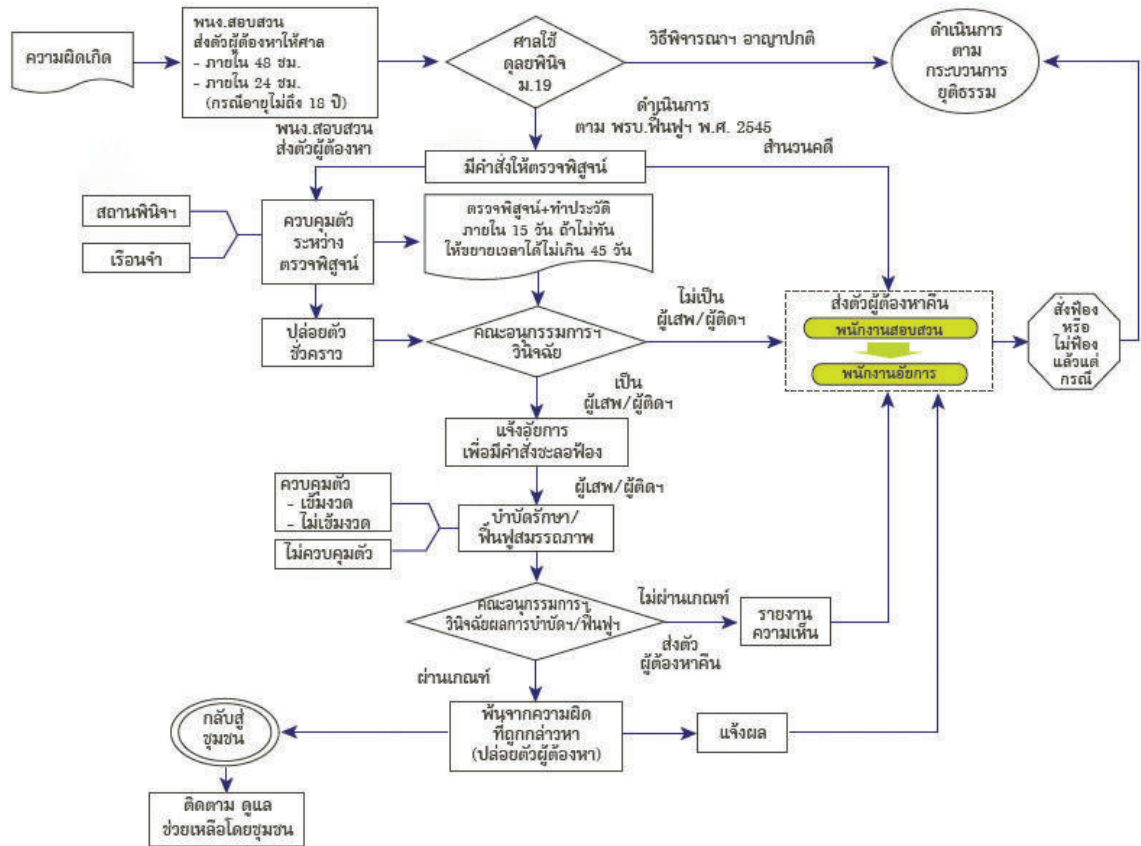 ความผิดเกิด
พนง.สอบสวน
ส่งตัวผู้ต้องหาให้ศาล
- ภายใน 48 ชม.
- ภายใน 24 ชม.
(กรณีอายุไม่ถึง 18 ปี)
ศาลใช้
ดุลยพินิจ
ม.19
วิธีพิจารณาฯ อาญาปกติ
ดำเนินการ
ตาม
กระบวนการ
ยุติธรรม
ดำเนินการ
ตาม พรบ.ฟื้นฟูฯ พ.ศ. 2545
พนง.สอบสวน
ส่งตัวผู้ต้องหา
มีคำสั่งให้ตรวจพิสูจน์
สำนวนคดี
สถานพินิจฯ
เรือนจำ
ควบคุมตัว
ระหว่าง
ตรวจพิสูจน์
ตรวจพิสูจน์+ทำประวัติ
ภายใน 15 วัน ถ้าไม่ทัน
ให้ขยายเวลาได้ไม่เกิน 45 วัน
ปล่อยตัว
ชั่วคราว
คณะอนุกรรมการฯ
วินิจฉัย
ไม่เป็น
ผู้เสพ/ผู้ติดฯ
ส่งตัวผู้ต้องหาคืน
พนักงานสอบสวน
พนักงานอัยการ
สั่งฟ้อง
หรือ
ไม่ฟ้อง
แล้วแต่
กรณี
เป็น
ผู้เสพ/ผู้ติดฯ
แจ้งอัยการ
เพื่อมีคำสั่งชะลอฟ้อง
ผู้เสพ/ผู้ติดฯ
ควบคุมตัว
- เข้มงวด
- ไม่เข้มงวด
ไม่ควบคุมตัว
บำบัดรักษา/
ฟื้นฟูสมรรถภาพ
คณะอนุกรรมการฯ
วินิจฉัยผลการบำบัดฯ/ฟื้นฟูฯ
ไม่ผ่านเกณฑ์
ส่งตัว
ผู้ต้องหาคืน
รายงาน
ความเห็น
ผ่านเกณฑ์
พ้นจากความผิด
ที่ถูกกล่าวหา
(ปล่อยตัวผู้ต้องหา)
แจ้งผล
กลับสู่
ชุมชน
ติดตาม ดูแล
ช่วยเหลือโดยชุมชน